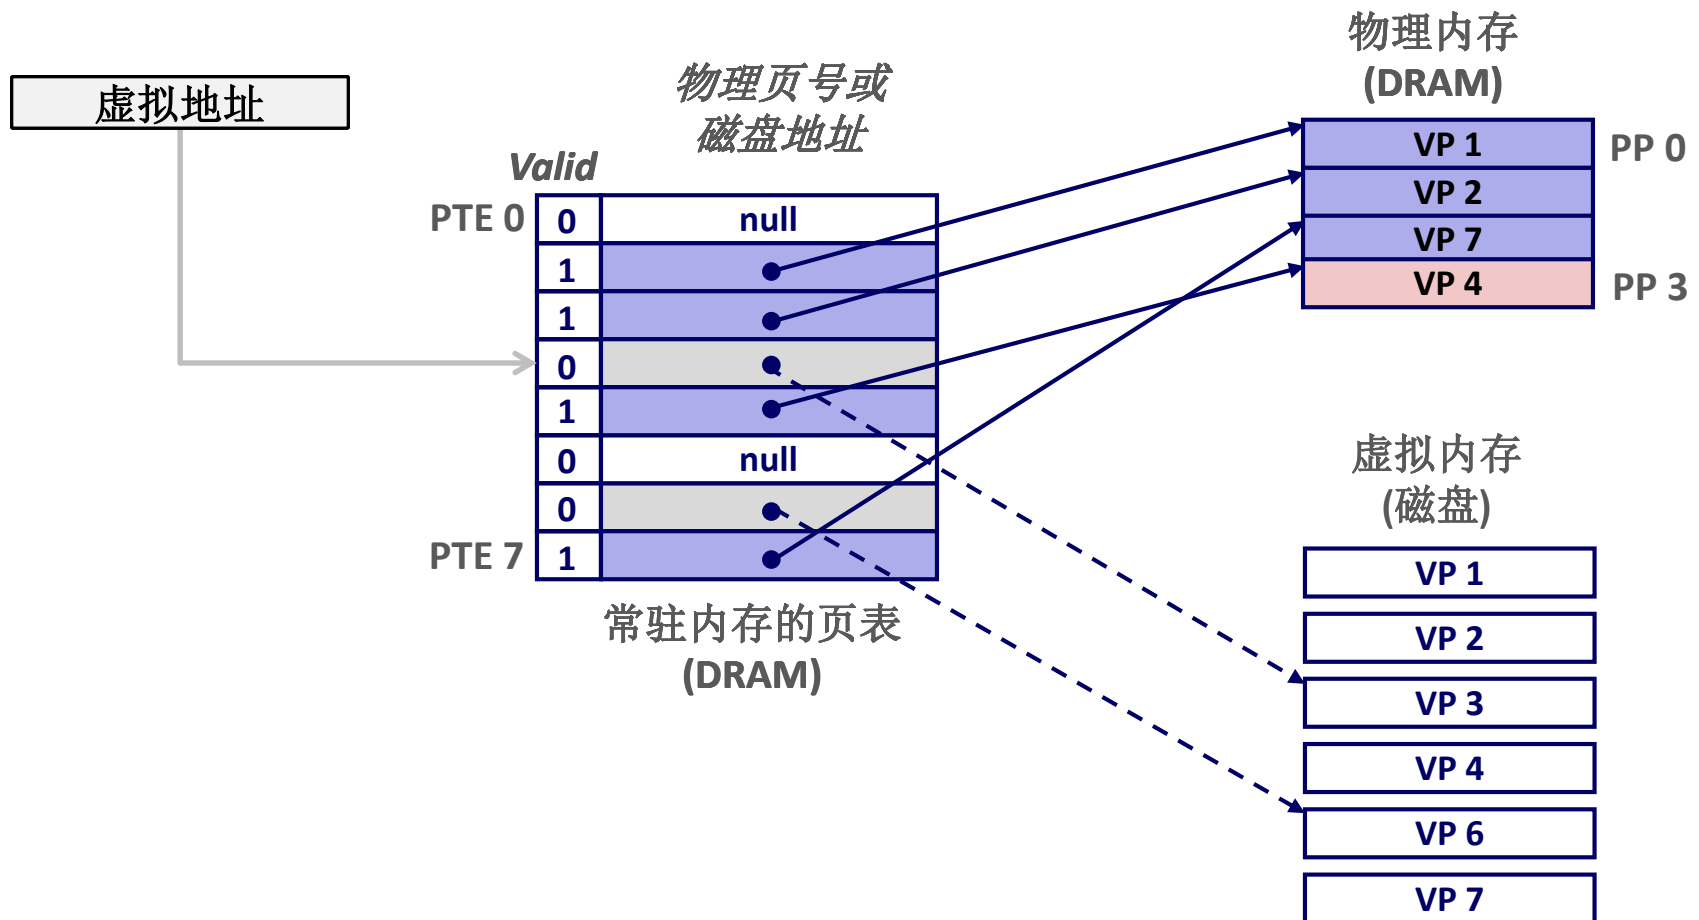 物理内存
(DRAM)
虚拟地址
物理页号或
磁盘地址
Valid
VP 1 PP 0
VP 2
VP 7
VP 4 PP 3
PTE 0 0 null
1
1
0
1
0 null
0
PTE 7 1
常驻内存的页表
(DRAM)
虚拟内存
(磁盘)
VP 1
VP 2
VP 3
VP 4
VP 6
VP 7